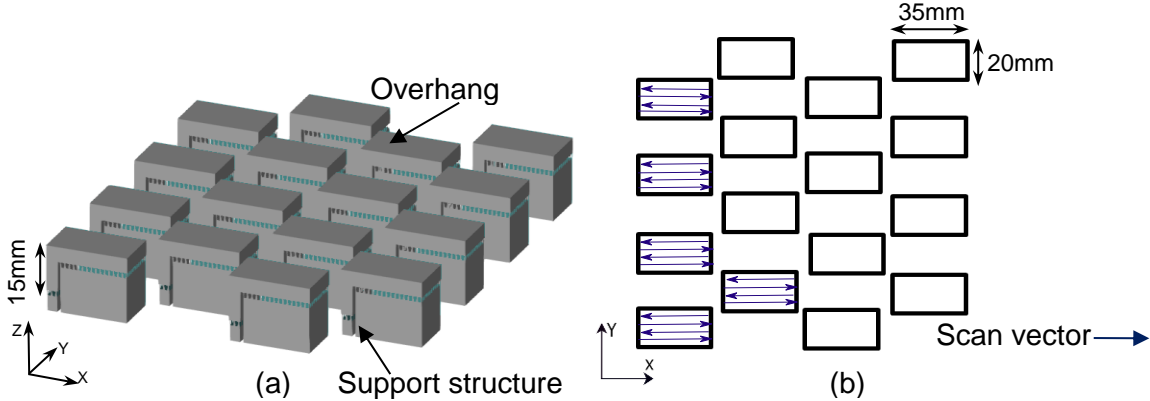 Overhang
15mm
Z
Y
X
(a)
Support structure
35mm
20mm
Y
X
(b)
Scan vector